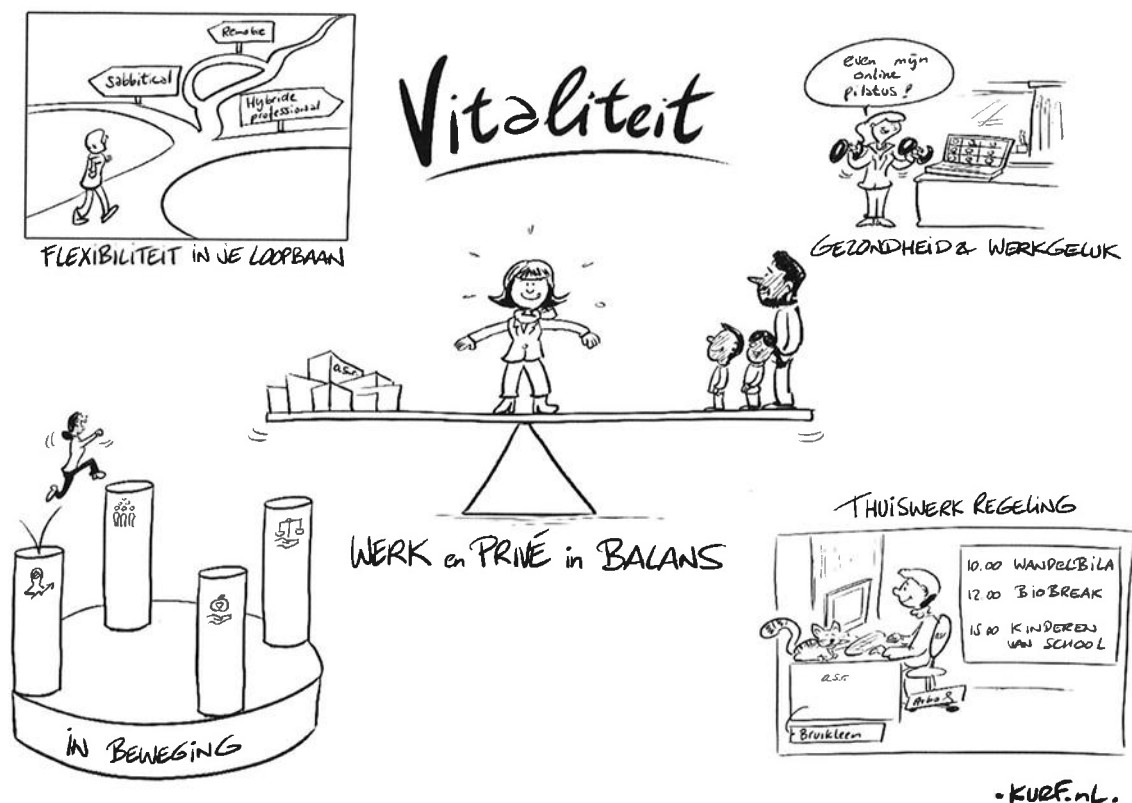 Vitaliteit
Remote
Sabbitical
Hybride
professional
FLEXIBILITEIT IN JE LOOPBAAN
even mijn
online
pilatus!
GEZONDHEID & WERKGELUK
a.s.r.
WERK en PRIVÉ in BALANS
IN BEWEGING
THUISWERK REGELING
10.00 WANDELBILA
12.00 BIOBREAK
15.00 KINDEREN
VAN SCHOOL
a.s.r.
Arbo
Bruikleen
.KURF.nL.